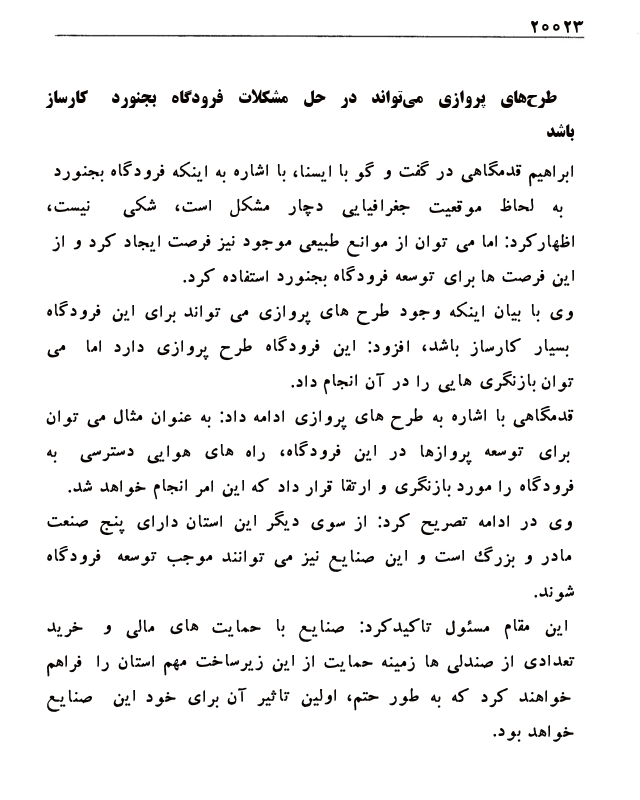 ۲۰۰۲۳
طرح‌های پروازی می‌تواند در حل مشکلات فرودگاه بجنورد کارساز
باشد
ابراهیم قدمگاهی در گفت و گو با ایسنا، با اشاره به اینکه فرودگاه بجنورد
به لحاظ موقعیت جغرافیایی دچار مشکل است، شکی نیست،
اظهارکرد: اما می توان از موانع طبیعی موجود نیز فرصت ایجاد کرد و از
این فرصت ها برای توسعه فرودگاه بجنورد استفاده کرد.
وی با بیان اینکه وجود طرح های پروازی می تواند برای این فرودگاه
بسیار کارساز باشد، افزود: این فرودگاه طرح پروازی دارد اما می
توان بازنگری هایی را در آن انجام داد.
قدمگاهی با اشاره به طرح های پروازی ادامه داد: به عنوان مثال می توان
برای توسعه پروازها در این فرودگاه، راه های هوایی دسترسی به
فرودگاه را مورد بازنگری و ارتقا قرار داد که این امر انجام خواهد شد.
وی در ادامه تصریح کرد: از سوی دیگر این استان دارای پنج صنعت
مادر و بزرگ است و این صنایع نیز می توانند موجب توسعه فرودگاه
شوند.
این مقام مسئول تاکیدکرد: صنایع با حمایت های مالی و خرید
تعدادی از صندلی ها زمینه حمایت از این زیرساخت مهم استان را فراهم
خواهند کرد که به طور حتم، اولین تاثیر آن برای خود این صنایع
خواهد بود.